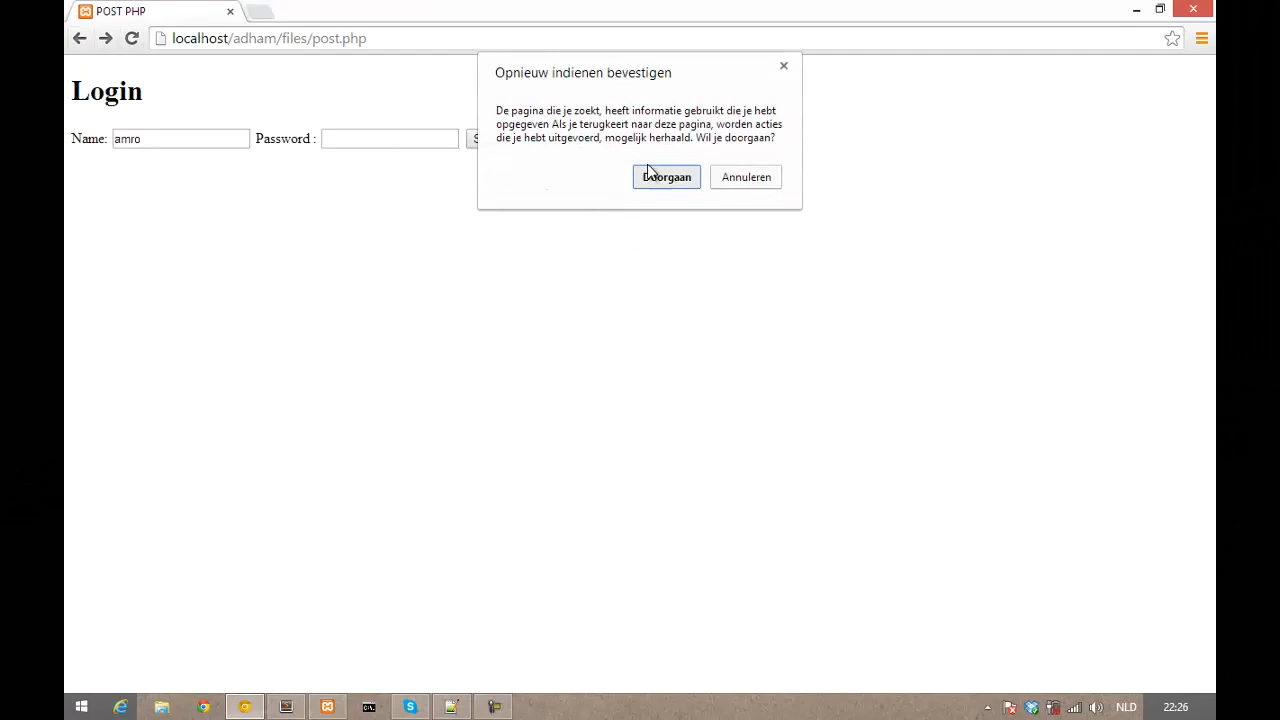 POST PHP
localhost/adham/files/post.php
Opnieuw indienen bevestigen
De pagina die je zoekt, heeft informatie gebruikt die je hebt
opgegeven Als je terugkeert naar deze pagina, worden acties
die je hebt uitgevoerd, mogelijk herhaald. Wil je doorgaan?
Doorgaan Annuleren
Login
Name: amro Password :
NLD 22:26